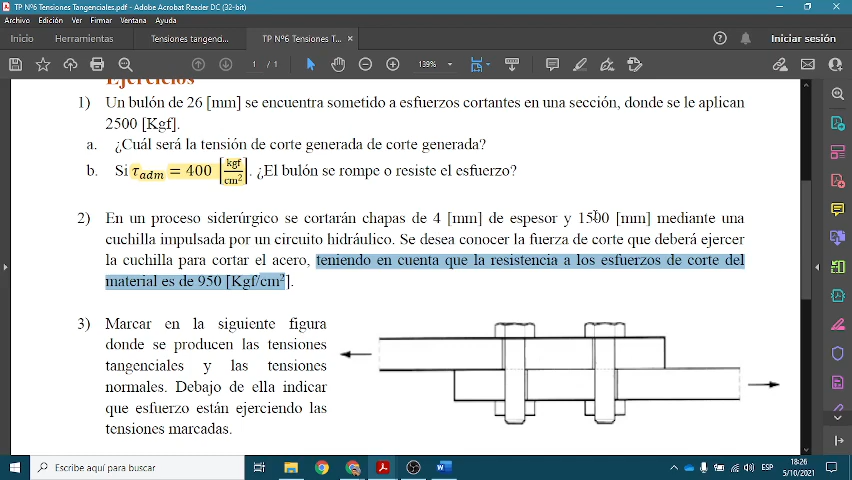 TP Nº6 Tensiones Tangenciales.pdf - Adobe Acrobat Reader DC (32-bit)
Archivo Edición Ver Firmar Ventana Ayuda
Inicio Herramientas Tensiones tangend... TP Nº6 Tensiones T... × Iniciar sesión
1 / 1 139%
Ejercicios
1) Un bulón de 26 [mm] se encuentra sometido a esfuerzos cortantes en una sección, donde se le aplican
2500 [Kgf].
a. ¿Cuál será la tensión de corte generada de corte generada?
b. Si τadm = 400 [kgf/cm²]. ¿El bulón se rompe o resiste el esfuerzo?
2) En un proceso siderúrgico se cortarán chapas de 4 [mm] de espesor y 1500 [mm] mediante una
cuchilla impulsada por un circuito hidráulico. Se desea conocer la fuerza de corte que deberá ejercer
la cuchilla para cortar el acero, teniendo en cuenta que la resistencia a los esfuerzos de corte del
material es de 950 [Kgf/cm²].
3) Marcar en la siguiente figura
donde se producen las tensiones
tangenciales y las tensiones
normales. Debajo de ella indicar
que esfuerzo están ejerciendo las
tensiones marcadas.
Escribe aquí para buscar
ESP
18:26
5/10/2021